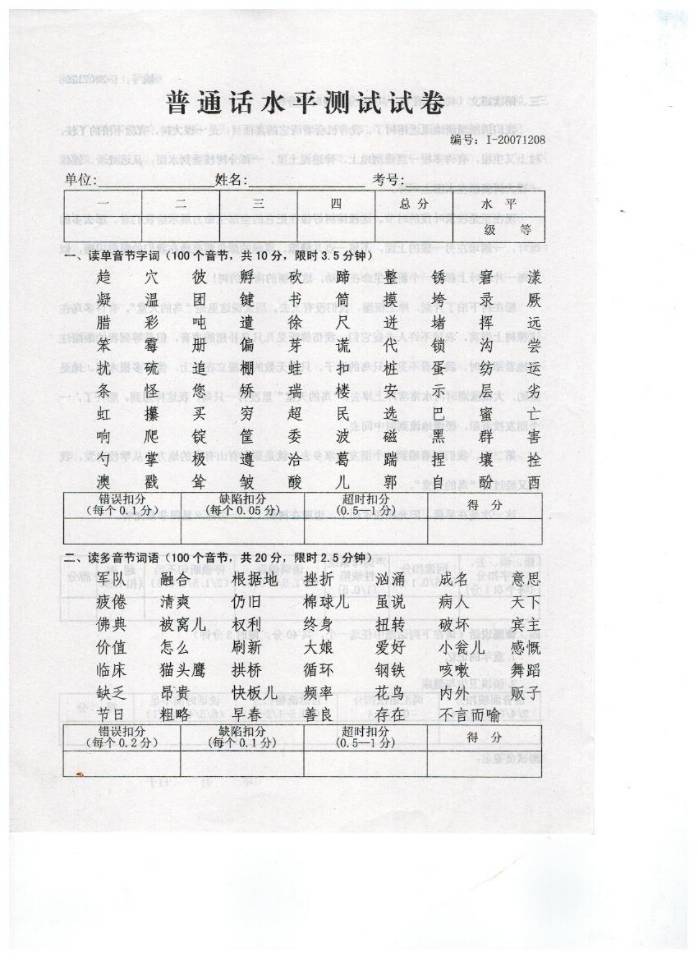 普通话水平测试试卷
编号：I-20071208
单位: 姓名: 考号:
一 二 三 四 总 分 水 平
级 等
一、读单音节字词（100个音节，共10分，限时3.5分钟）
趋 穴 彼 孵 砍 蹄 整 锈 窘 漾
凝 温 团 键 书 简 摸 垮 录 厥
腊 彩 吨 遣 徐 尺 进 堵 挥 远
笨 霉 册 偏 牙 谎 代 锁 沟 尝
扰 硫 追 棚 蛙 扣 桩 蛋 纺 运
条 怪 您 矫 瑞 楼 安 示 层 劣
虹 攥 买 穷 超 民 选 巴 蜜 亡
响 爬 锭 筐 委 波 磁 黑 群 害
勺 掌 极 遵 洽 葛 踹 捏 壤 拴
澳 戳 耸 皱 酸 儿 郭 自 酚 酉
错误扣分 缺陷扣分 超时扣分 得 分
（每个0.1分） （每个0.05分） （0.5—1分）
二、读多音节词语（100个音节，共20分，限时2.5分钟）
军队 融合 根据地 挫折 汹涌 成名 意思
疲倦 清爽 仍旧 棉球儿 虽说 病人 天下
佛典 被窝儿 权利 终身 扭转 破坏 宾主
价值 怎么 刷新 大娘 爱好 小瓮儿 感慨
临床 猫头鹰 拱桥 循环 钢铁 咳嗽 舞蹈
缺乏 昂贵 快板儿 频率 花鸟 内外 贩子
节日 粗略 早春 善良 存在 不言而喻
错误扣分 缺陷扣分 超时扣分 得 分
（每个0.2分） （每个0.1分） （0.5—1分）